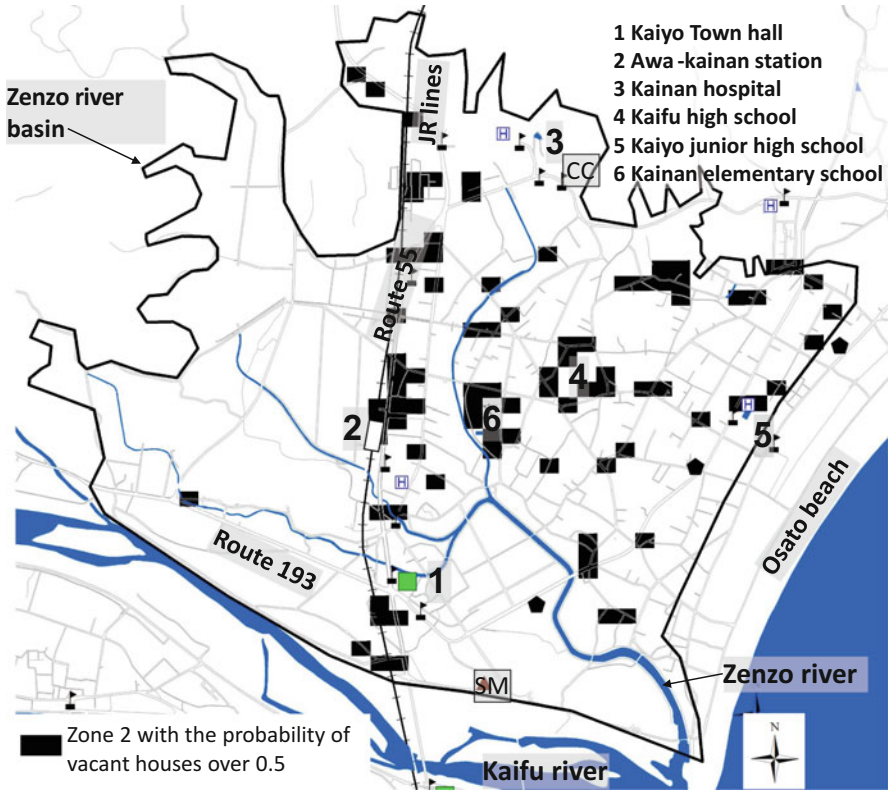 1 Kaiyo Town hall
2 Awa -kainan station
3 Kainan hospital
4 Kaifu high school
5 Kaiyo junior high school
6 Kainan elementary school
Zenzo river
basin
JR lines
H
3
CC
H
Route 55
4
2
6
H
5
H
Osato beach
Route 193
1
SM
Zenzo river
N
Zone 2 with the probability of
vacant houses over 0.5
Kaifu river